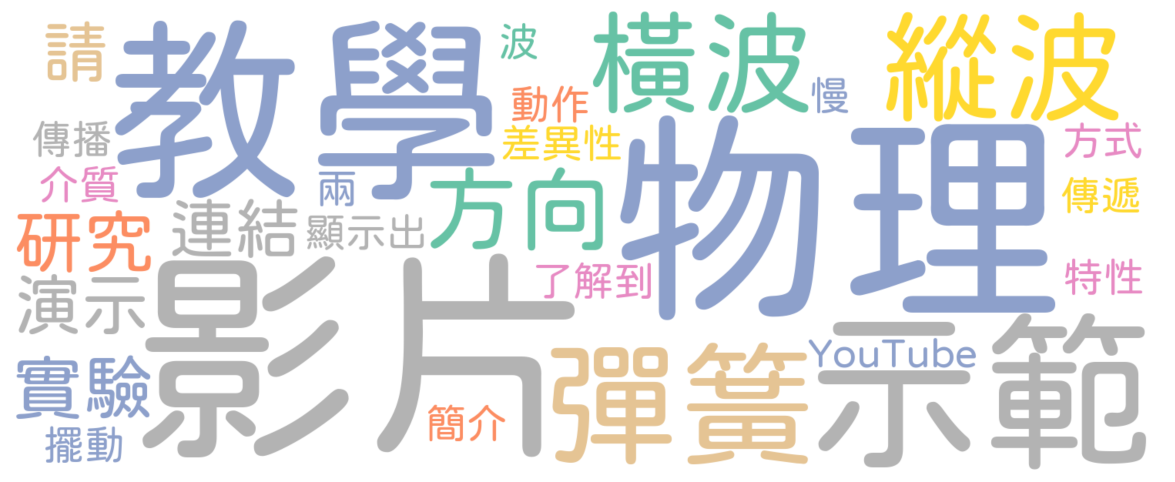 請
教學
波
橫波
慢
縱波
動作
傳播
差異性
物理
方式
介質
兩
方向
傳遞
研究
連結
顯示出
了解到
特性
演示
影片
示範
YouTube
實驗
彈簧
簡介
擺動